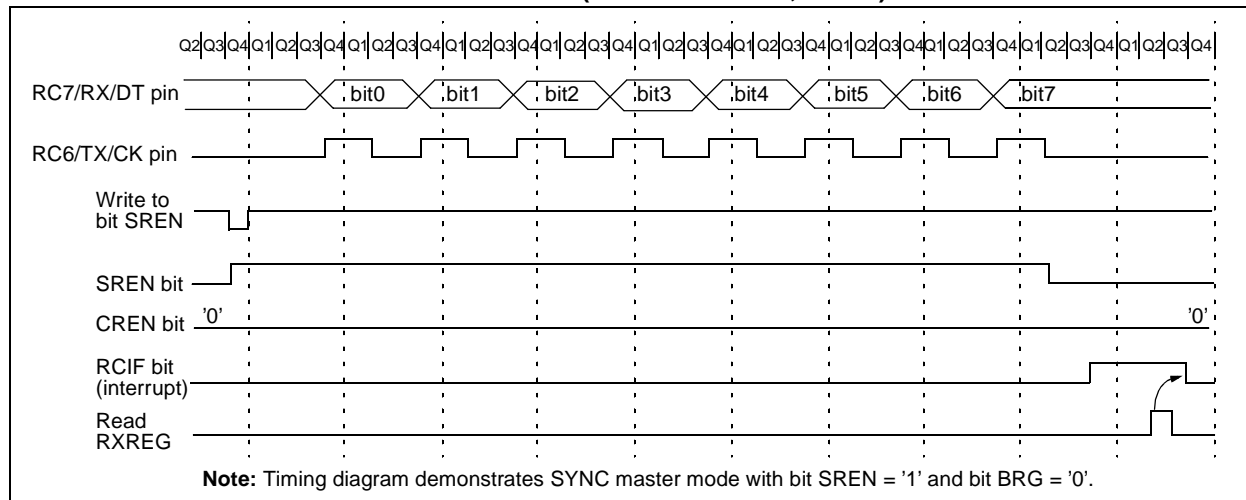 Q2 Q3 Q4 Q1 Q2 Q3 Q4 Q1 Q2 Q3 Q4 Q1 Q2 Q3 Q4 Q1 Q2 Q3 Q4 Q1 Q2 Q3 Q4 Q1 Q2 Q3 Q4 Q1 Q2 Q3 Q4 Q1 Q2 Q3 Q4 Q1 Q2 Q3 Q4 Q1 Q2 Q3 Q4
RC7/RX/DT pin bit0 bit1 bit2 bit3 bit4 bit5 bit6 bit7
RC6/TX/CK pin
Write to
bit SREN
SREN bit
CREN bit '0' '0'
RCIF bit
(interrupt)
Read
RXREG
Note: Timing diagram demonstrates SYNC master mode with bit SREN = '1' and bit BRG = '0'.